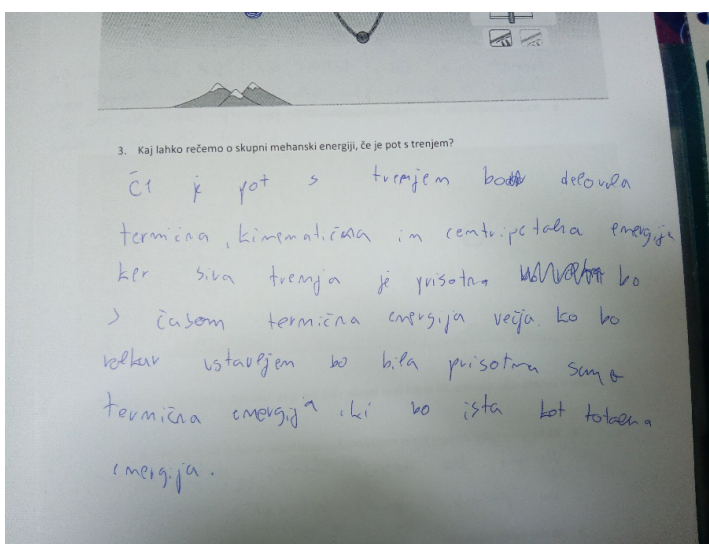 3. Kaj lahko rečemo o skupni mehanski energiji, če je pot s trenjem?
Če je pot s trenjem bo delovala
termična, kinematična in centripetalna energija
ker sila trenja je prisotna bo
s časom termična energija večja. ko bo
ustavljen bo bila prisotna samo
termična energija, ki bo ista kot totalna
energija.